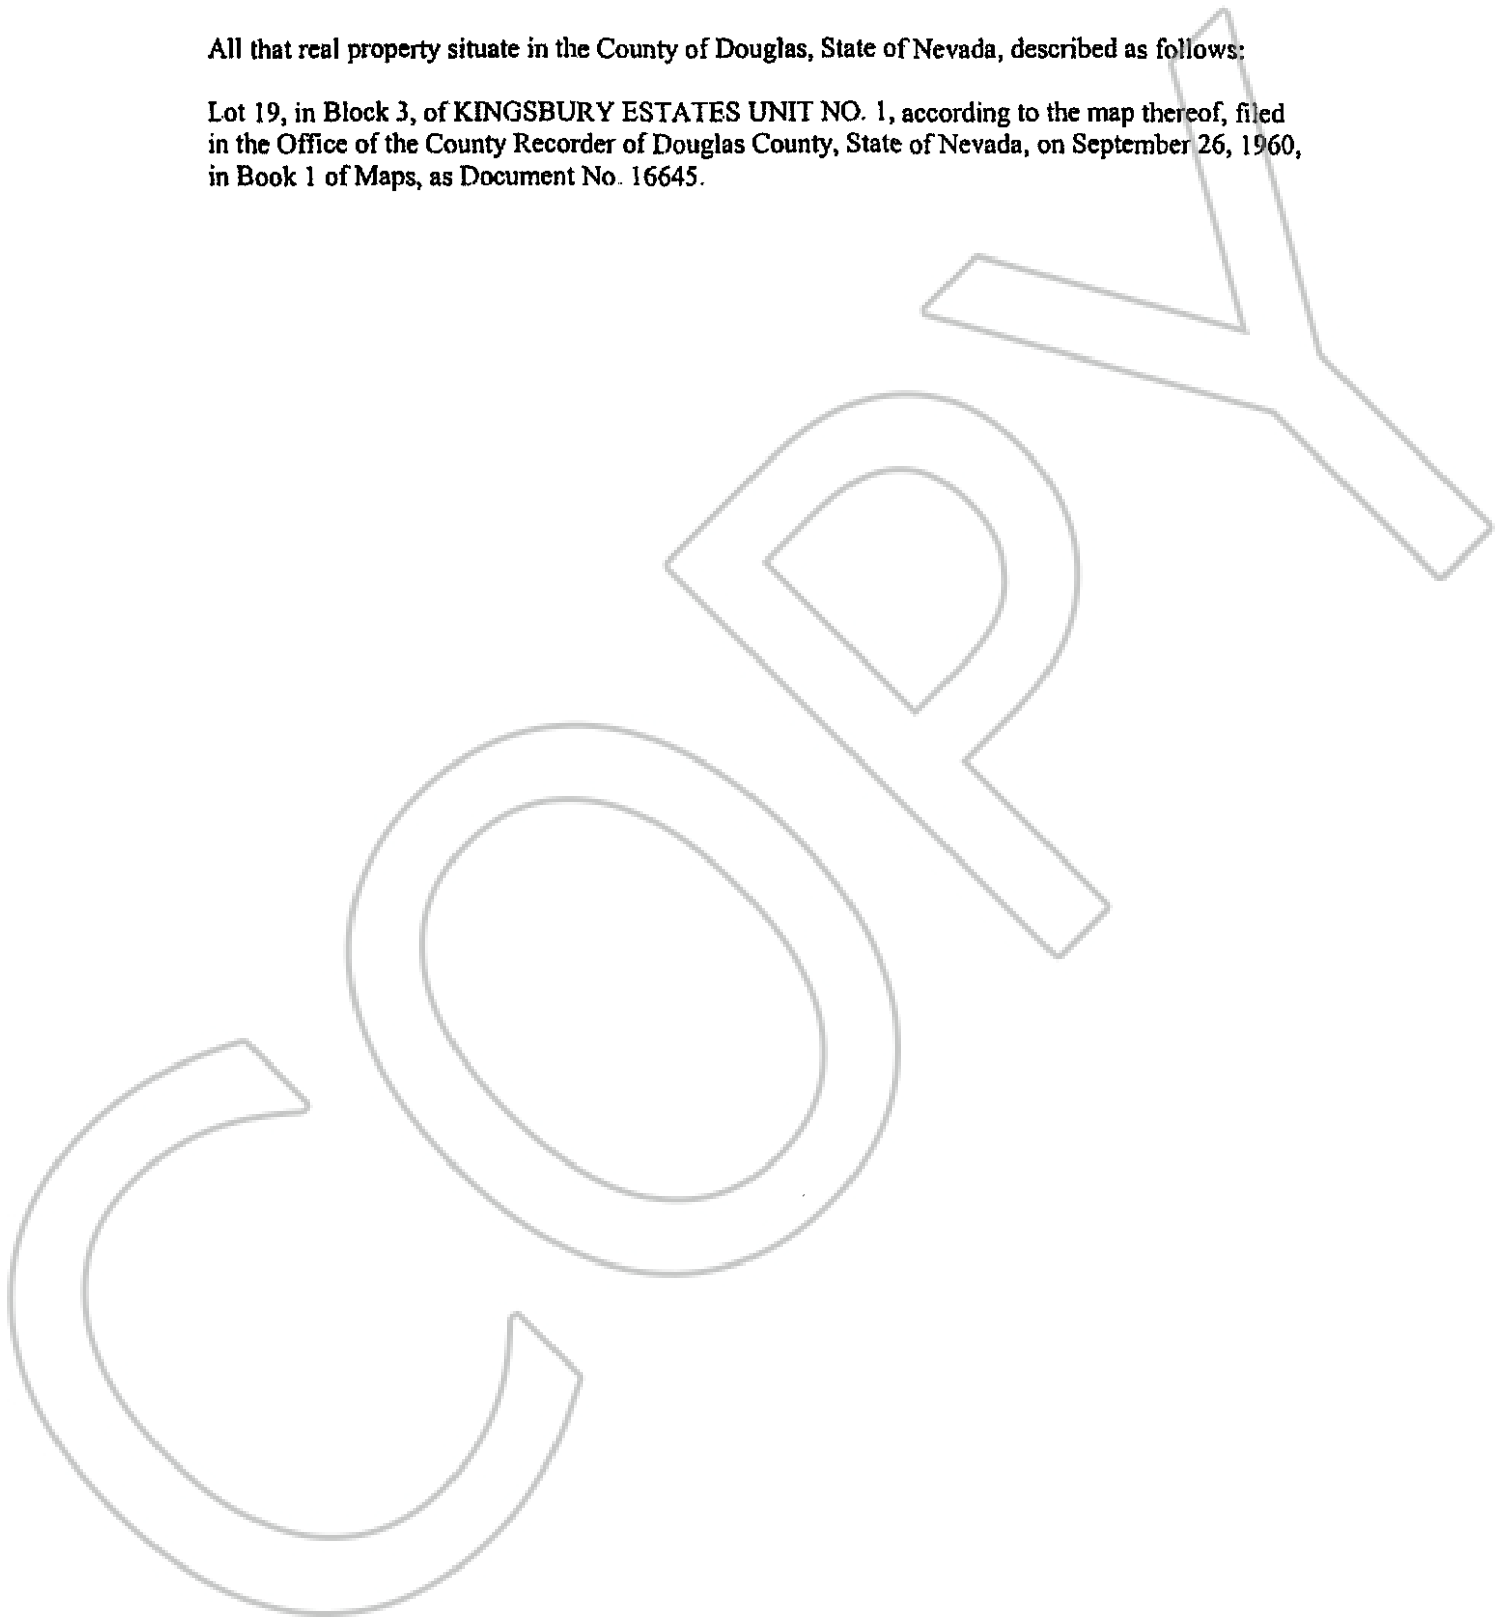 All that real property situate in the County of Douglas, State of Nevada, described as follows:
Lot 19, in Block 3, of KINGSBURY ESTATES UNIT NO. 1, according to the map thereof, filed
in the Office of the County Recorder of Douglas County, State of Nevada, on September 26, 1960,
in Book 1 of Maps, as Document No. 16645.
COPY